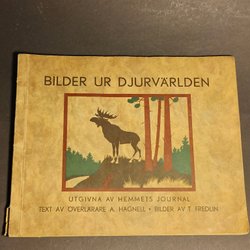 BILDER UR DJURVÄRLDEN
UTGIVNA AV HEMMETS JOURNAL
TEXT AV ÖVERLÄRARE A. HAGNELL • BILDER AV T. FREDLIN